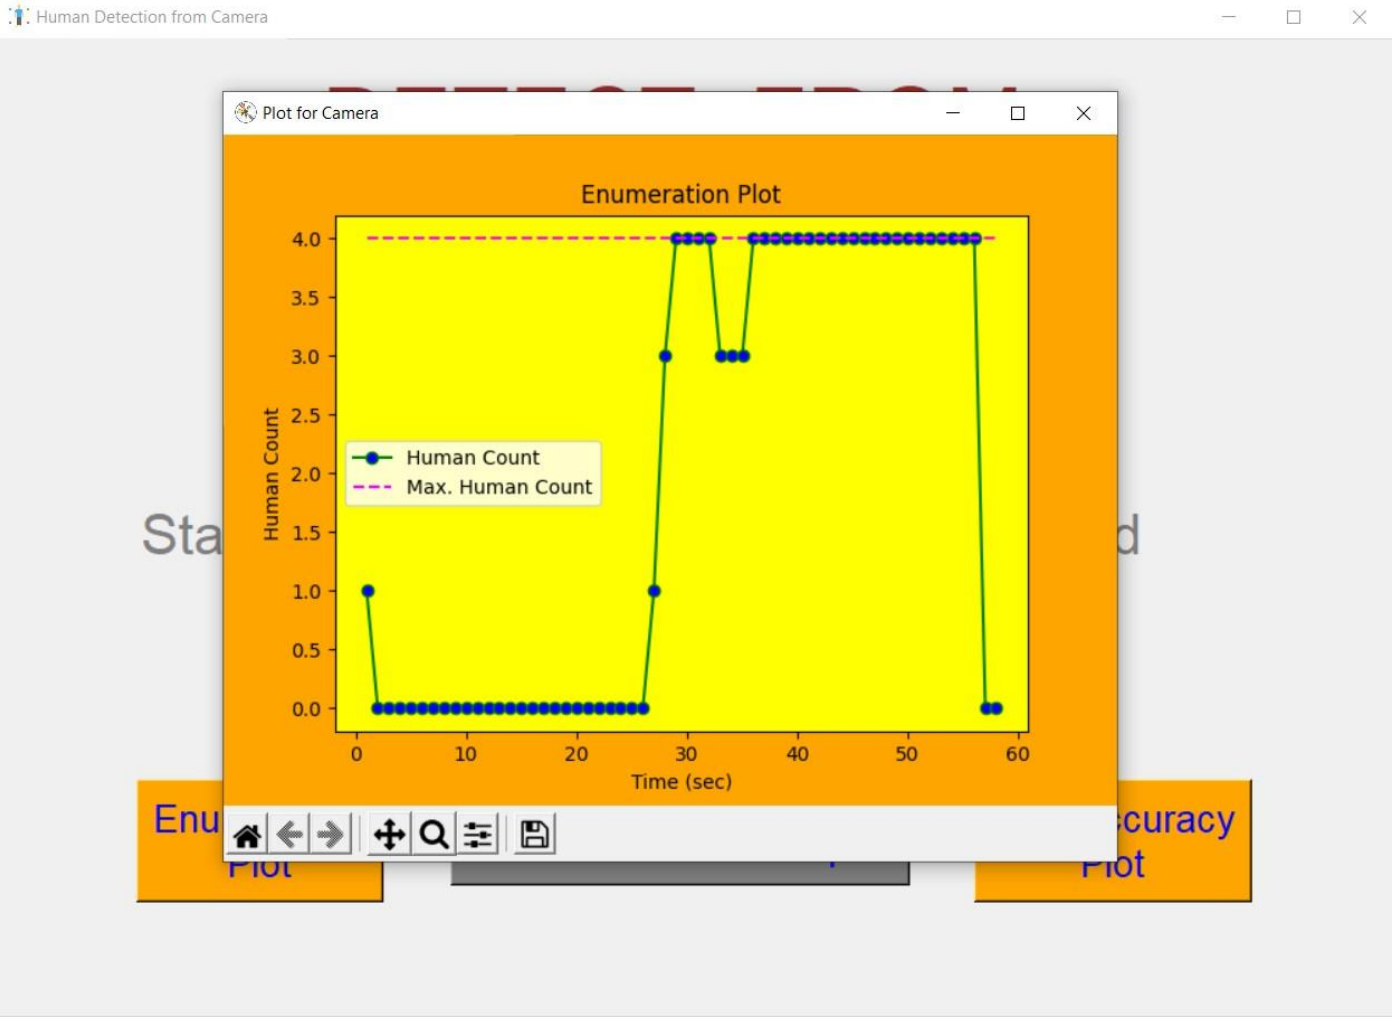 Human Detection from Camera
Plot for Camera
Enumeration Plot
4.0
3.5
3.0
2.5
2.0
1.5
1.0
0.5
0.0
Human Count
Human Count
Max. Human Count
0 10 20 30 40 50 60
Time (sec)
Sta
d
Enu
Plot
ccuracy
Plot